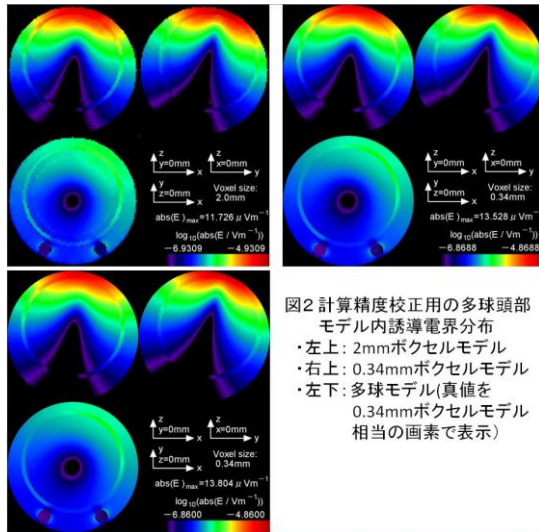 z
y=0mm
x
z
x=0mm
y
y
z=0mm
x
Voxel size:
2.0mm
abs(E)max=11.726 μVm⁻¹
log₁₀(abs(E / Vm⁻¹)
−6.9309 −4.9309
z
y=0mm
x
z
x=0mm
y
y
z=0mm
x
Voxel size:
0.34mm
abs(E)max=13.528 μVm⁻¹
log₁₀(abs(E / Vm⁻¹)
−6.8688 −4.8688
z
y=0mm
x
z
x=0mm
y
y
z=0mm
x
Voxel size:
0.34mm
abs(E)max=13.804 μVm⁻¹
log₁₀(abs(E / Vm⁻¹)
−6.8600 −4.8600
図2 計算精度校正用の多球頭部
モデル内誘導電界分布
・左上: 2mmボクセルモデル
・右上: 0.34mmボクセルモデル
・左下: 多球モデル(真値を
0.34mmボクセルモデル
相当の画素で表示)